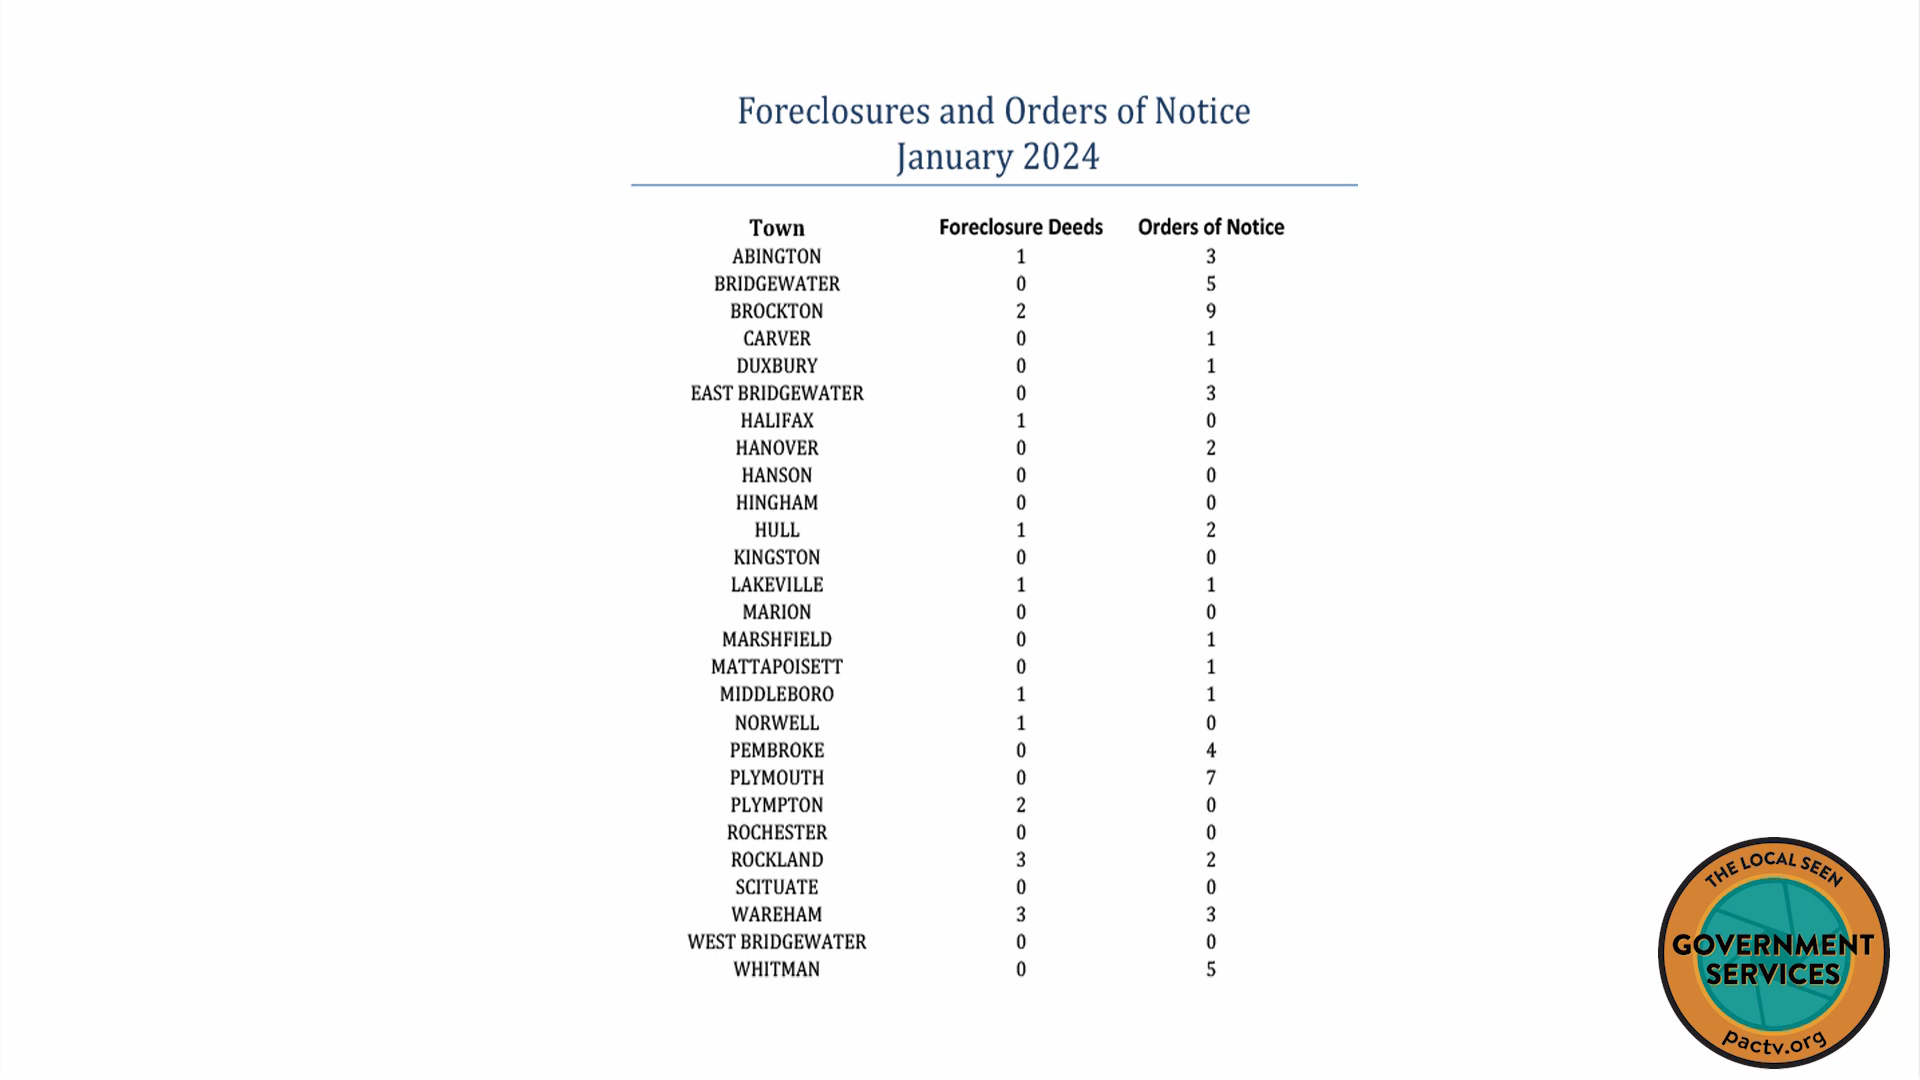 Foreclosures and Orders of Notice
January 2024
Town Foreclosure Deeds Orders of Notice
ABINGTON 1 3
BRIDGEWATER 0 5
BROCKTON 2 9
CARVER 0 1
DUXBURY 0 1
EAST BRIDGEWATER 0 3
HALIFAX 1 0
HANOVER 0 2
HANSON 0 0
HINGHAM 0 0
HULL 1 2
KINGSTON 0 0
LAKEVILLE 1 1
MARION 0 0
MARSHFIELD 0 1
MATTAPOISETT 0 1
MIDDLEBORO 1 1
NORWELL 1 0
PEMBROKE 0 4
PLYMOUTH 0 7
PLYMPTON 2 0
ROCHESTER 0 0
ROCKLAND 3 2
SCITUATE 0 0
WAREHAM 3 3
WEST BRIDGEWATER 0 0
WHITMAN 0 5
THE LOCAL SEEN
GOVERNMENT
SERVICES
pactv.org